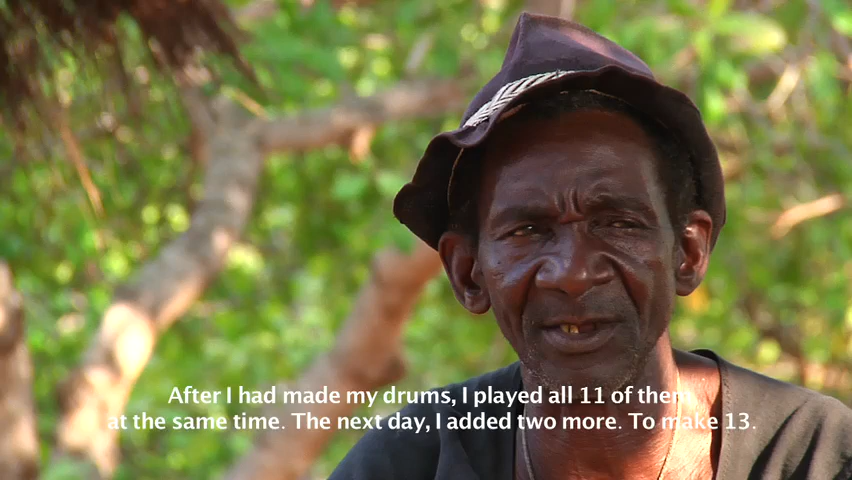 After I had made my drums, I played all 11 of them,
at the same time. The next day, I added two more. To make 13.